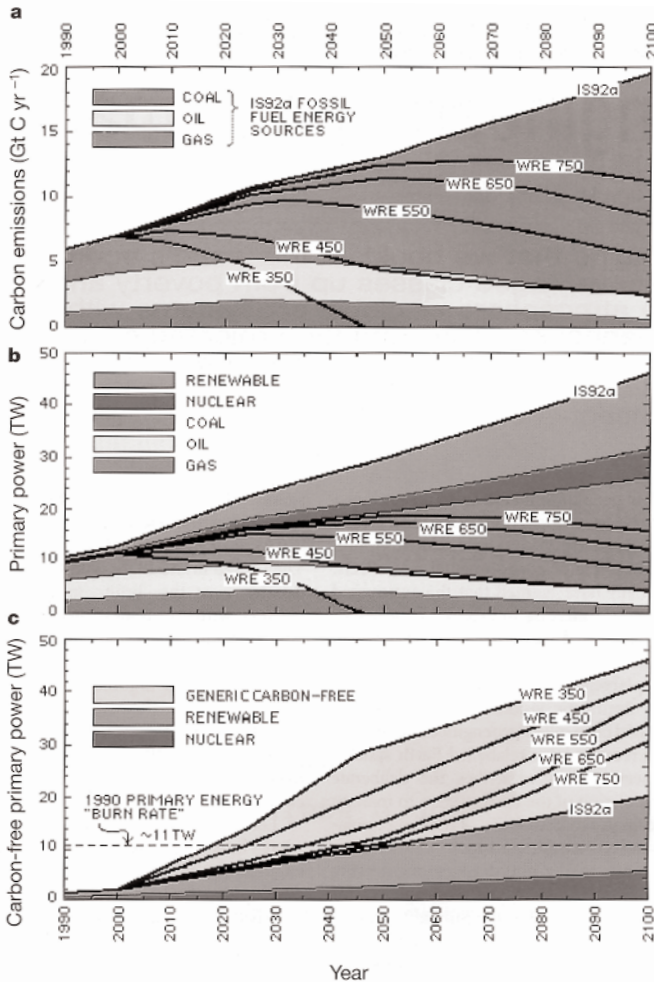 a
1990 2000 2010 2020 2030 2040 2050 2060 2070 2080 2090 2100
Carbon emissions (Gt C yr⁻¹)
20
15
10
5
0
COAL
OIL
GAS
IS92a FOSSIL
FUEL ENERGY
SOURCES
IS92a
WRE 750
WRE 650
WRE 550
WRE 450
WRE 350
b
Primary power (TW)
50
40
30
20
10
0
RENEWABLE
NUCLEAR
COAL
OIL
GAS
IS92a
WRE 750
WRE 650
WRE 550
WRE 450
WRE 350
c
Carbon-free primary power (TW)
50
40
30
20
10
0
GENERIC CARBON-FREE
RENEWABLE
NUCLEAR
1990 PRIMARY ENERGY
"BURN RATE"
~11 TW
WRE 350
WRE 450
WRE 550
WRE 650
WRE 750
IS92a
1990 2000 2010 2020 2030 2040 2050 2060 2070 2080 2090 2100
Year